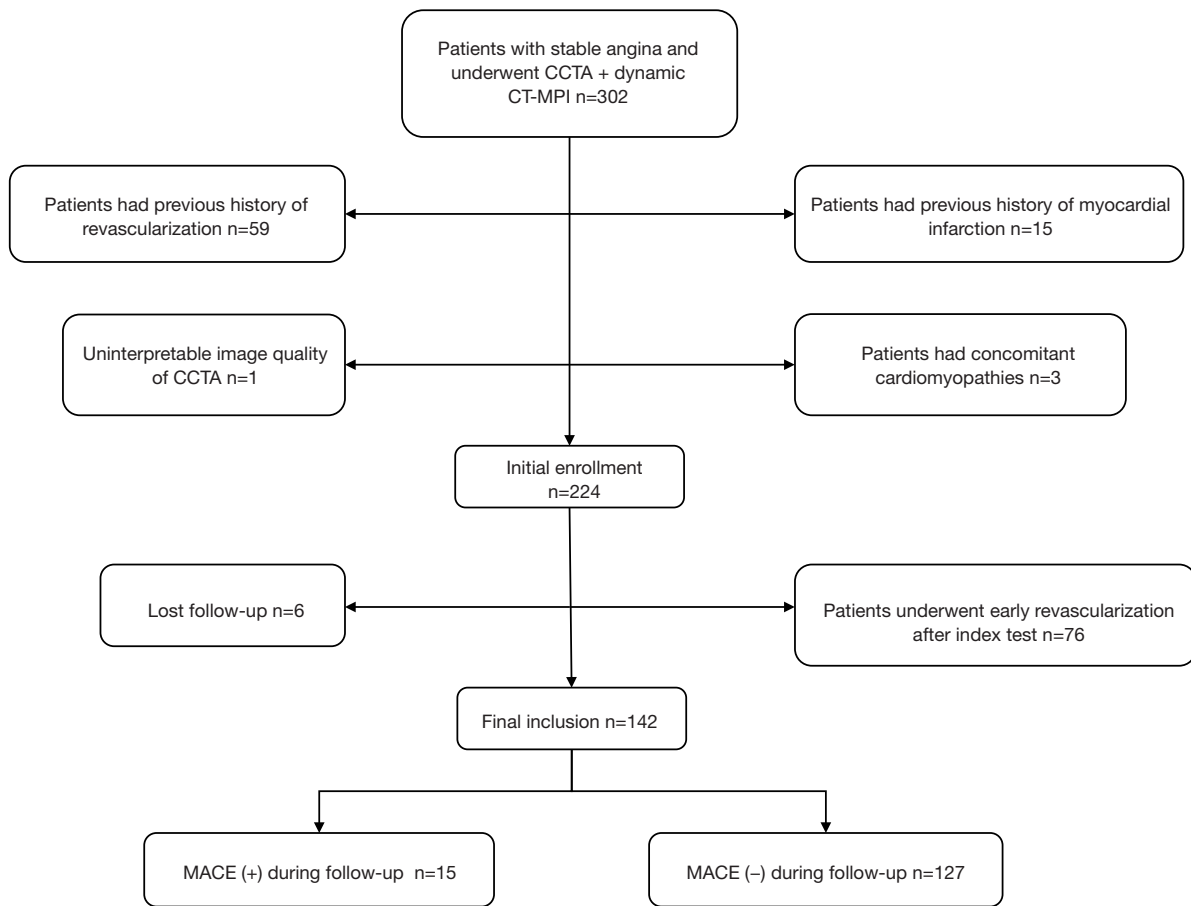 Patients with stable angina and
underwent CCTA + dynamic
CT-MPI n=302
Patients had previous history of
revascularization n=59
Patients had previous history of myocardial
infarction n=15
Uninterpretable image quality
of CCTA n=1
Patients had concomitant
cardiomyopathies n=3
Initial enrollment
n=224
Lost follow-up n=6
Patients underwent early revascularization
after index test n=76
Final inclusion n=142
MACE (+) during follow-up n=15
MACE (–) during follow-up n=127